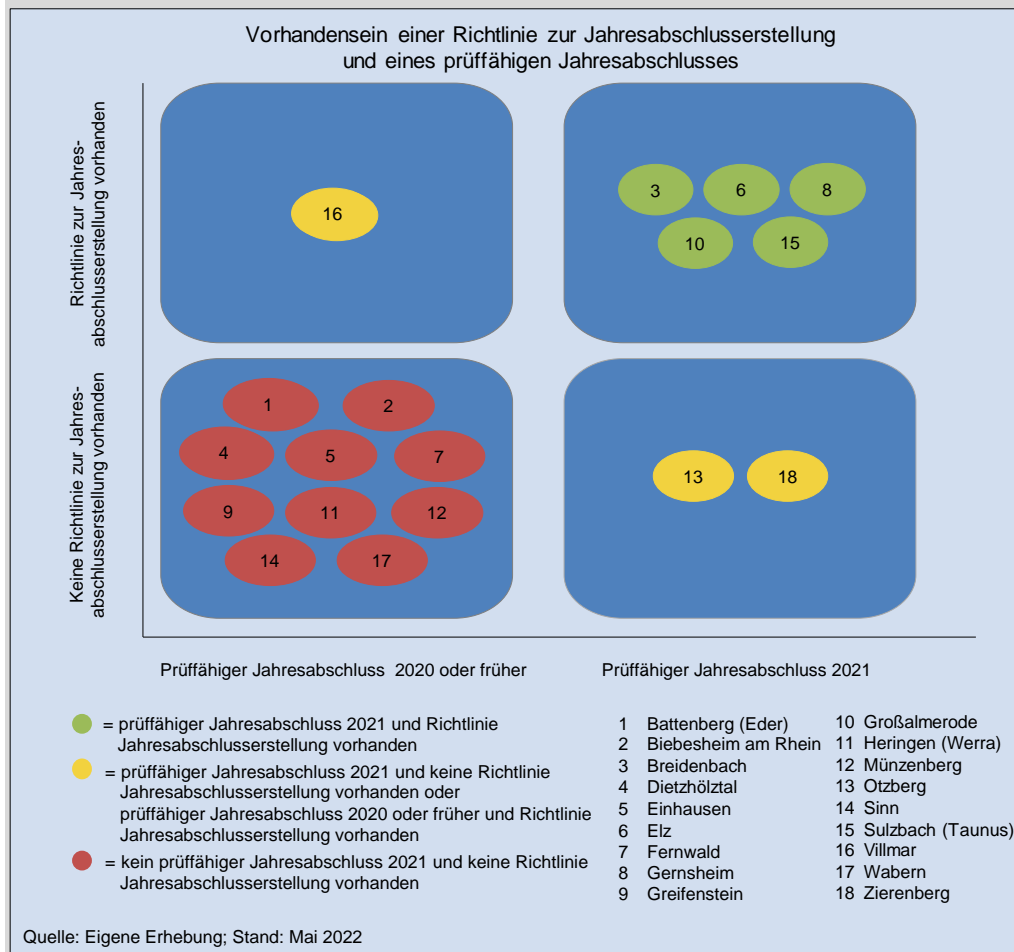 Vorhandensein einer Richtlinie zur Jahresabschlusserstellung
und eines prüffähigen Jahresabschlusses
Richtlinie zur Jahres-
abschlusserstellung vorhanden
16
3 6 8
10 15
Keine Richtlinie zur Jahres-
abschlusserstellung vorhanden
1 2
4 5 7
9 11 12
14 17
13 18
Prüffähiger Jahresabschluss 2020 oder früher
Prüffähiger Jahresabschluss 2021
= prüffähiger Jahresabschluss 2021 und Richtlinie
Jahresabschlusserstellung vorhanden
= prüffähiger Jahresabschluss 2021 und keine Richtlinie
Jahresabschlusserstellung vorhanden oder
prüffähiger Jahresabschluss 2020 oder früher und Richtlinie
Jahresabschlusserstellung vorhanden
= kein prüffähiger Jahresabschluss 2021 und keine Richtlinie
Jahresabschlusserstellung vorhanden
1 Battenberg (Eder)
2 Biebesheim am Rhein
3 Breidenbach
4 Dietzhölztal
5 Einhausen
6 Elz
7 Fernwald
8 Gernsheim
9 Greifenstein
10 Großalmerode
11 Heringen (Werra)
12 Münzenberg
13 Otzberg
14 Sinn
15 Sulzbach (Taunus)
16 Villmar
17 Wabern
18 Zierenberg
Quelle: Eigene Erhebung; Stand: Mai 2022